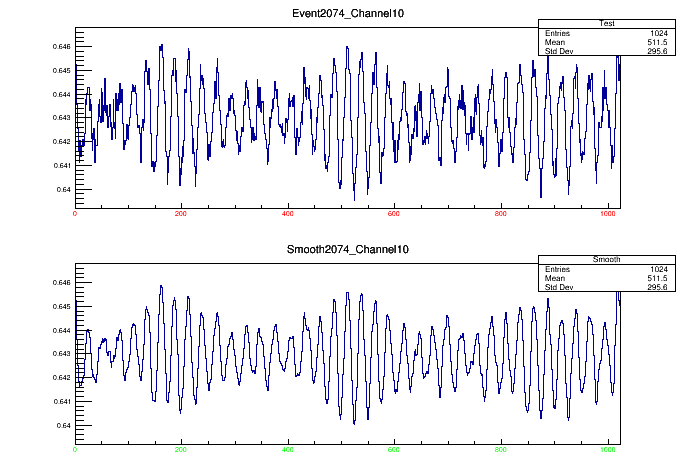 Event2074_Channel10
Test
Entries 1024
Mean 511.5
Std Dev 295.6
0.646
0.645
0.644
0.643
0.642
0.641
0.64
0 200 400 600 800 1000
Smooth2074_Channel10
Smooth
Entries 1024
Mean 511.5
Std Dev 295.6
0.646
0.645
0.644
0.643
0.642
0.641
0.64
0 200 400 600 800 1000